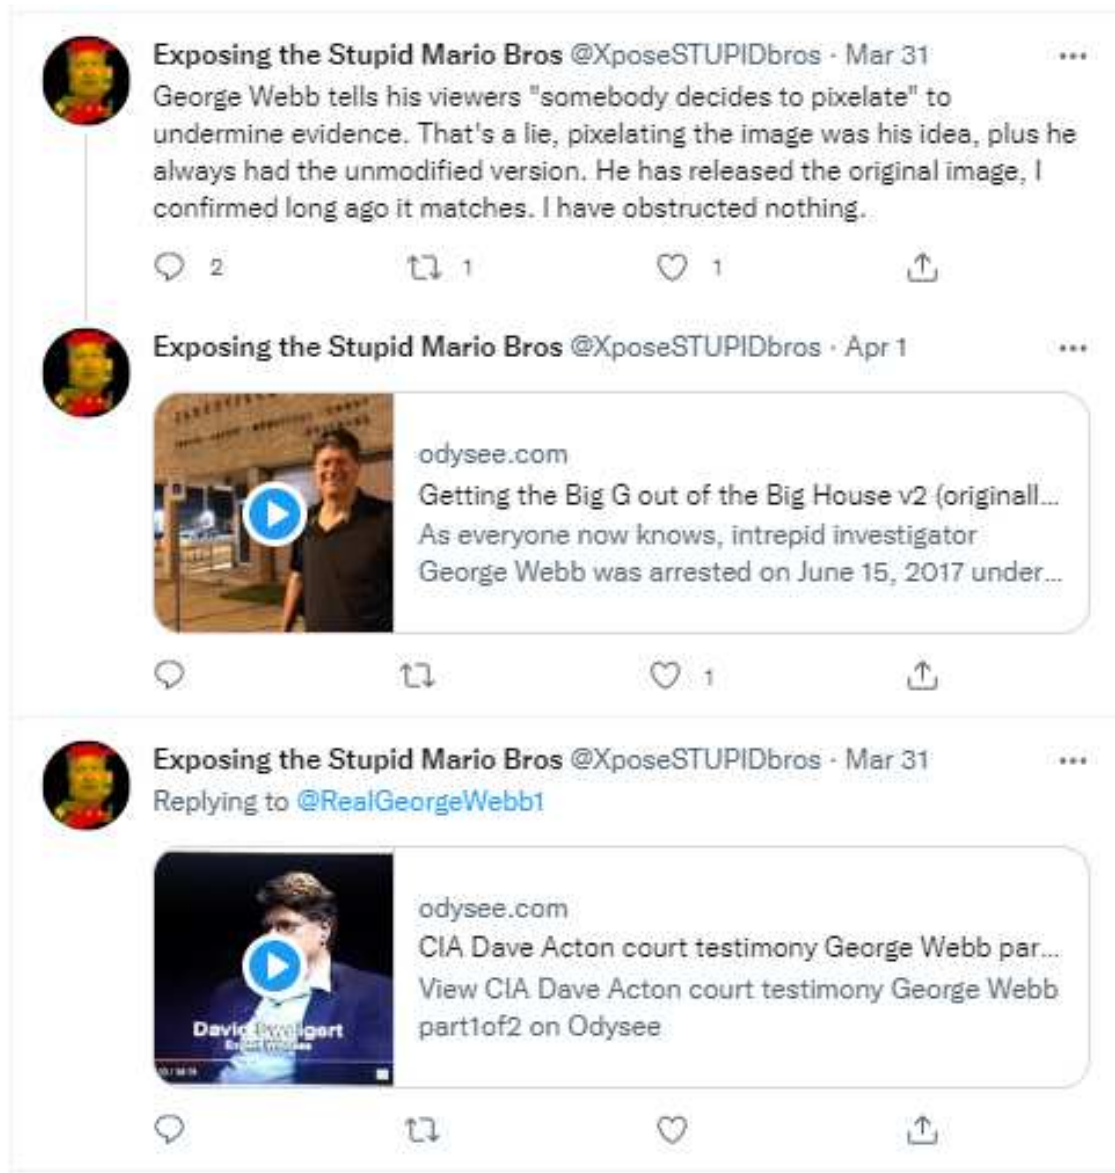 Exposing the Stupid Mario Bros @XposeSTUPIDbros · Mar 31
George Webb tells his viewers "somebody decides to pixelate" to
undermine evidence. That's a lie, pixelating the image was his idea, plus he
always had the unmodified version. He has released the original image, I
confirmed long ago it matches. I have obstructed nothing.
2 1 1
Exposing the Stupid Mario Bros @XposeSTUPIDbros · Apr 1
odysee.com
Getting the Big G out of the Big House v2 (originall...
As everyone now knows, intrepid investigator
George Webb was arrested on June 15, 2017 under...
1
Exposing the Stupid Mario Bros @XposeSTUPIDbros · Mar 31
Replying to @RealGeorgeWebb1
odysee.com
CIA Dave Acton court testimony George Webb par...
View CIA Dave Acton court testimony George Webb
part1of2 on Odysee